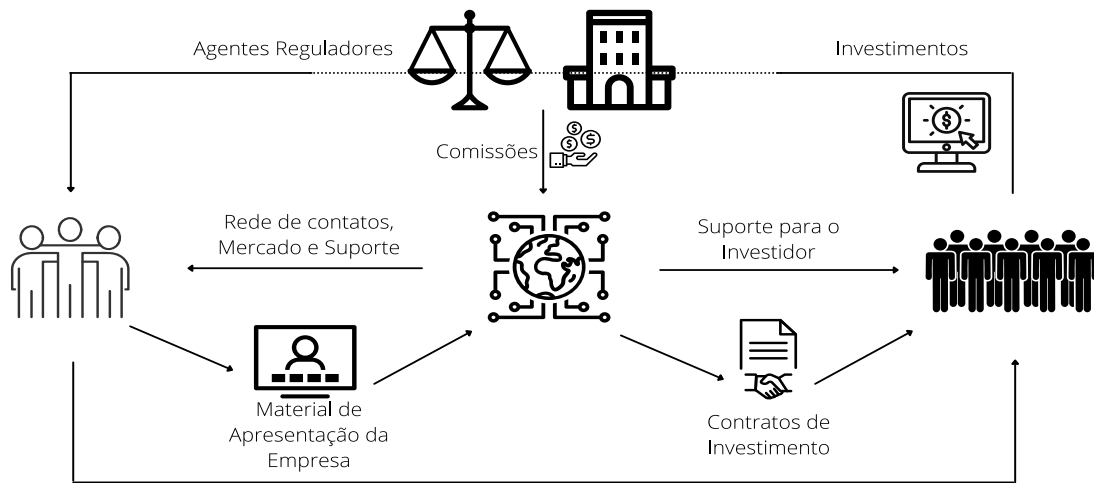 Agentes Reguladores
Investimentos
Comissões
Rede de contatos,
Mercado e Suporte
Suporte para o
Investidor
Material de
Apresentação da
Empresa
Contratos de
Investimento